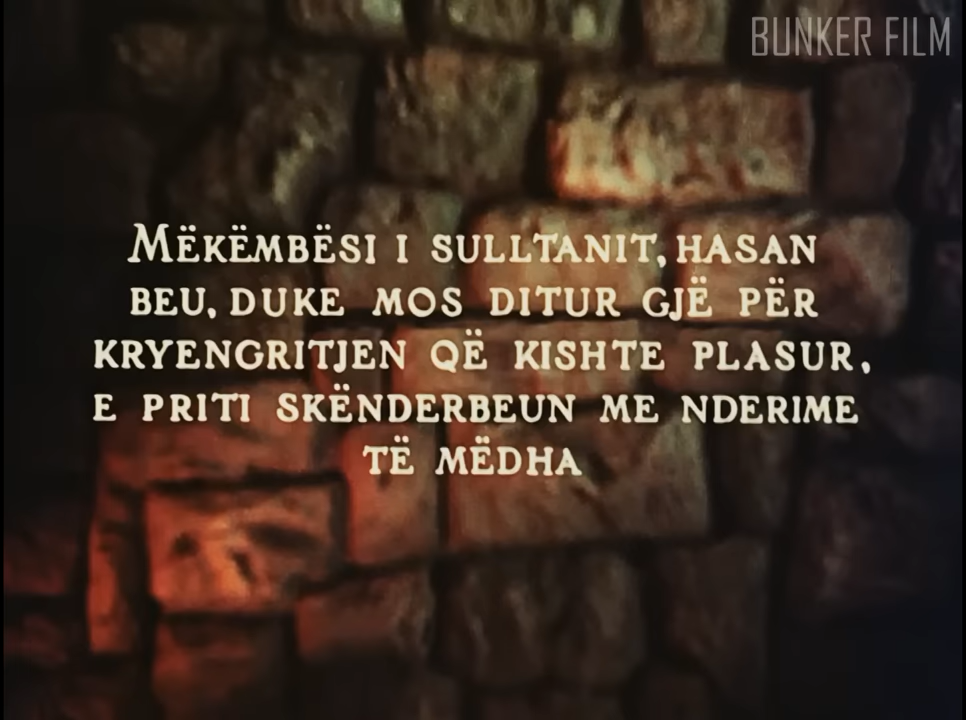 BUNKER FILM
MËKËMBËSI I SULLTANIT, HASAN
BEU, DUKE MOS DITUR GJË PËR
KRYENGRITJEN QË KISHTE PLASUR,
E PRITI SKËNDERBEUN ME NDERIME
TË MËDHA